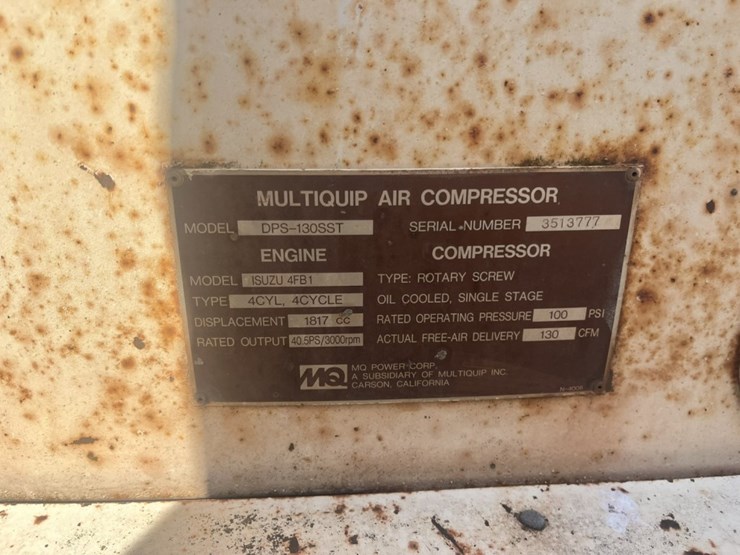 MULTIQUIP AIR COMPRESSOR
MODEL DPS-130SST SERIAL NUMBER 3513777
ENGINE
MODEL ISUZU 4FB1
TYPE 4CYL, 4CYCLE
DISPLACEMENT 1817 CC
RATED OUTPUT 40.5PS/3000rpm
COMPRESSOR
TYPE: ROTARY SCREW
OIL COOLED, SINGLE STAGE
RATED OPERATING PRESSURE 100 PSI
ACTUAL FREE-AIR DELIVERY 130 CFM
MQ
MQ POWER CORP.
A SUBSIDIARY OF MULTIQUIP INC.
CARSON, CALIFORNIA